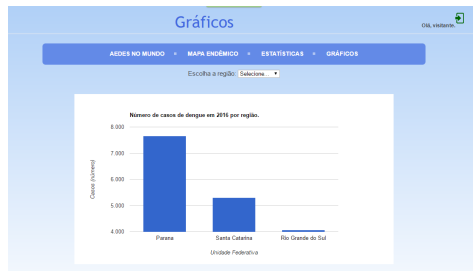 Gráficos
Olá, visitante.
AEDES NO MUNDO MAPA ENDÊMICO ESTATÍSTICAS GRÁFICOS
Escolha a região: Selecione...
Número de casos de dengue em 2016 por região.
8.000
7.000
6.000
5.000
4.000
Casos (número)
Parana Santa Catarina Rio Grande do Sul
Unidade Federativa